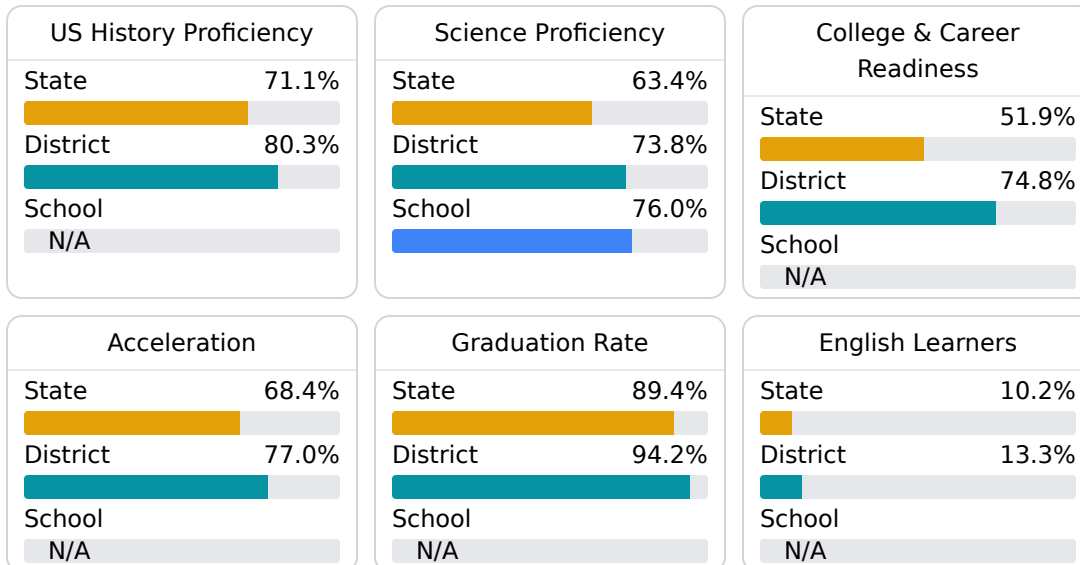 US History Proficiency
State 71.1%
District 80.3%
School
N/A
Science Proficiency
State 63.4%
District 73.8%
School 76.0%
College & Career
Readiness
State 51.9%
District 74.8%
School
N/A
Acceleration
State 68.4%
District 77.0%
School
N/A
Graduation Rate
State 89.4%
District 94.2%
School
N/A
English Learners
State 10.2%
District 13.3%
School
N/A